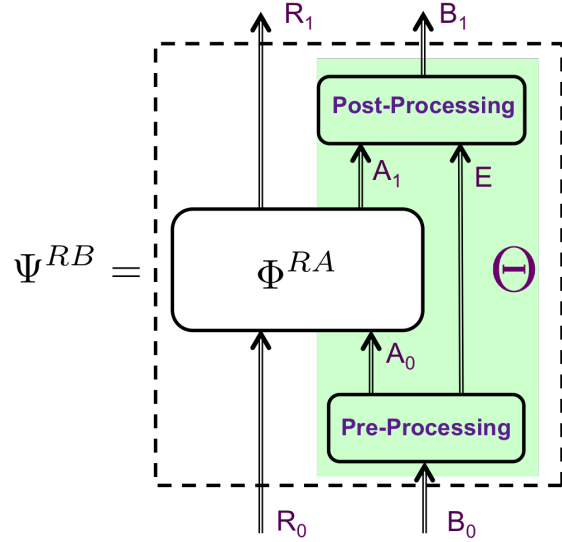 R₁ B₁
Post-Processing
A₁ E
Ψ^{RB} = Φ^{RA} Θ
A₀
Pre-Processing
R₀ B₀